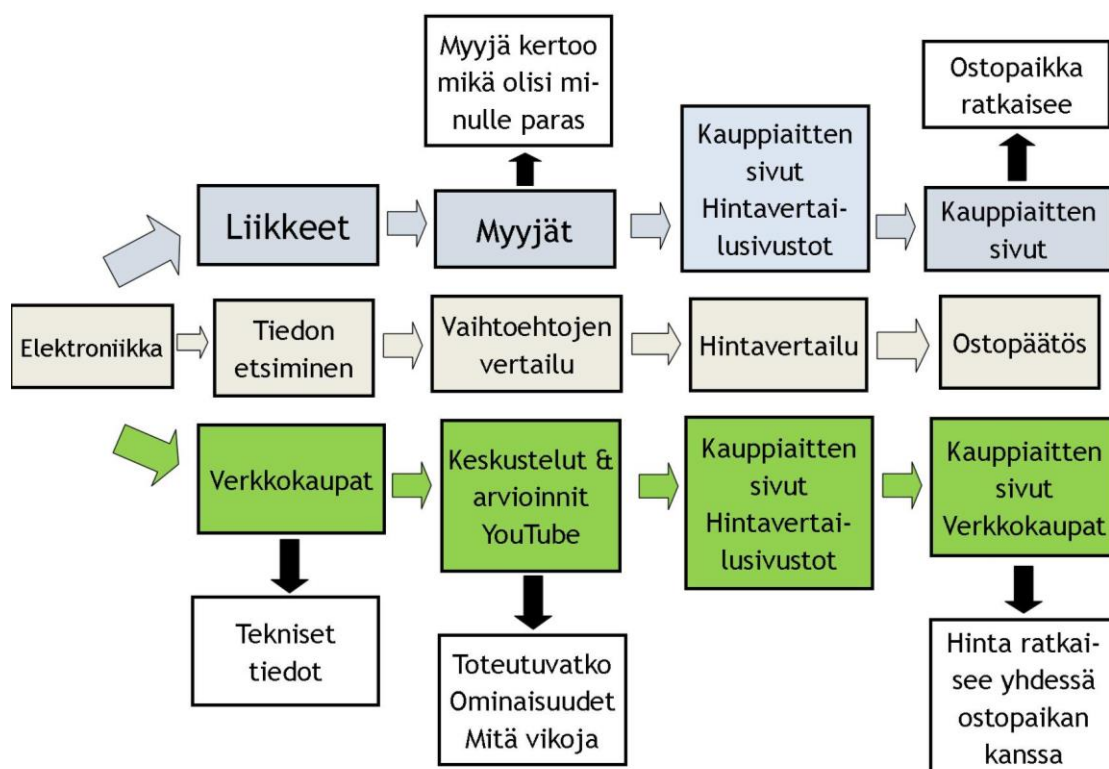 Myyjä kertoo
mikä olisi mi-
nulle paras
Ostopaikka
ratkaisee
Liikkeet
Myyjät
Kauppiaitten
sivut
Hintavertai-
lusivustot
Kauppiaitten
sivut
Elektroniikka
Tiedon
etsiminen
Vaihtoehtojen
vertailu
Hintavertailu
Ostopäätös
Verkkokaupat
Keskustelut &
arvioinnit
YouTube
Kauppiaitten
sivut
Hintavertai-
lusivustot
Kauppiaitten
sivut
Verkkokaupat
Tekniset
tiedot
Toteutuvatko
Ominaisuudet
Mitä vikoja
Hinta ratkai-
see yhdessä
ostopaikan
kanssa